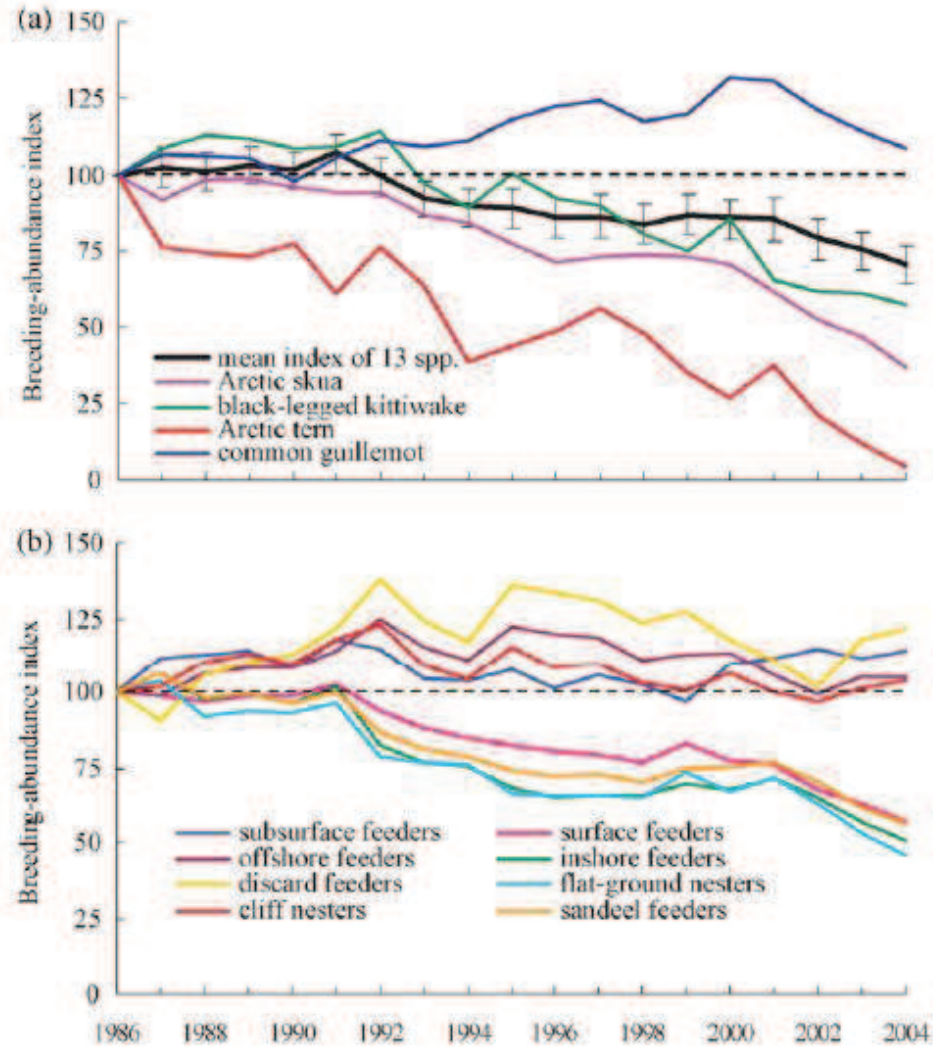 (a)
150
125
100
75
50
25
0
Breeding-abundance index
mean index of 13 spp.
Arctic skua
black-legged kittiwake
Arctic tern
common guillemot
(b)
150
125
100
75
50
25
0
Breeding-abundance index
subsurface feeders
offshore feeders
discard feeders
cliff nesters
surface feeders
inshore feeders
flat-ground nesters
sandeel feeders
1986 1988 1990 1992 1994 1996 1998 2000 2002 2004